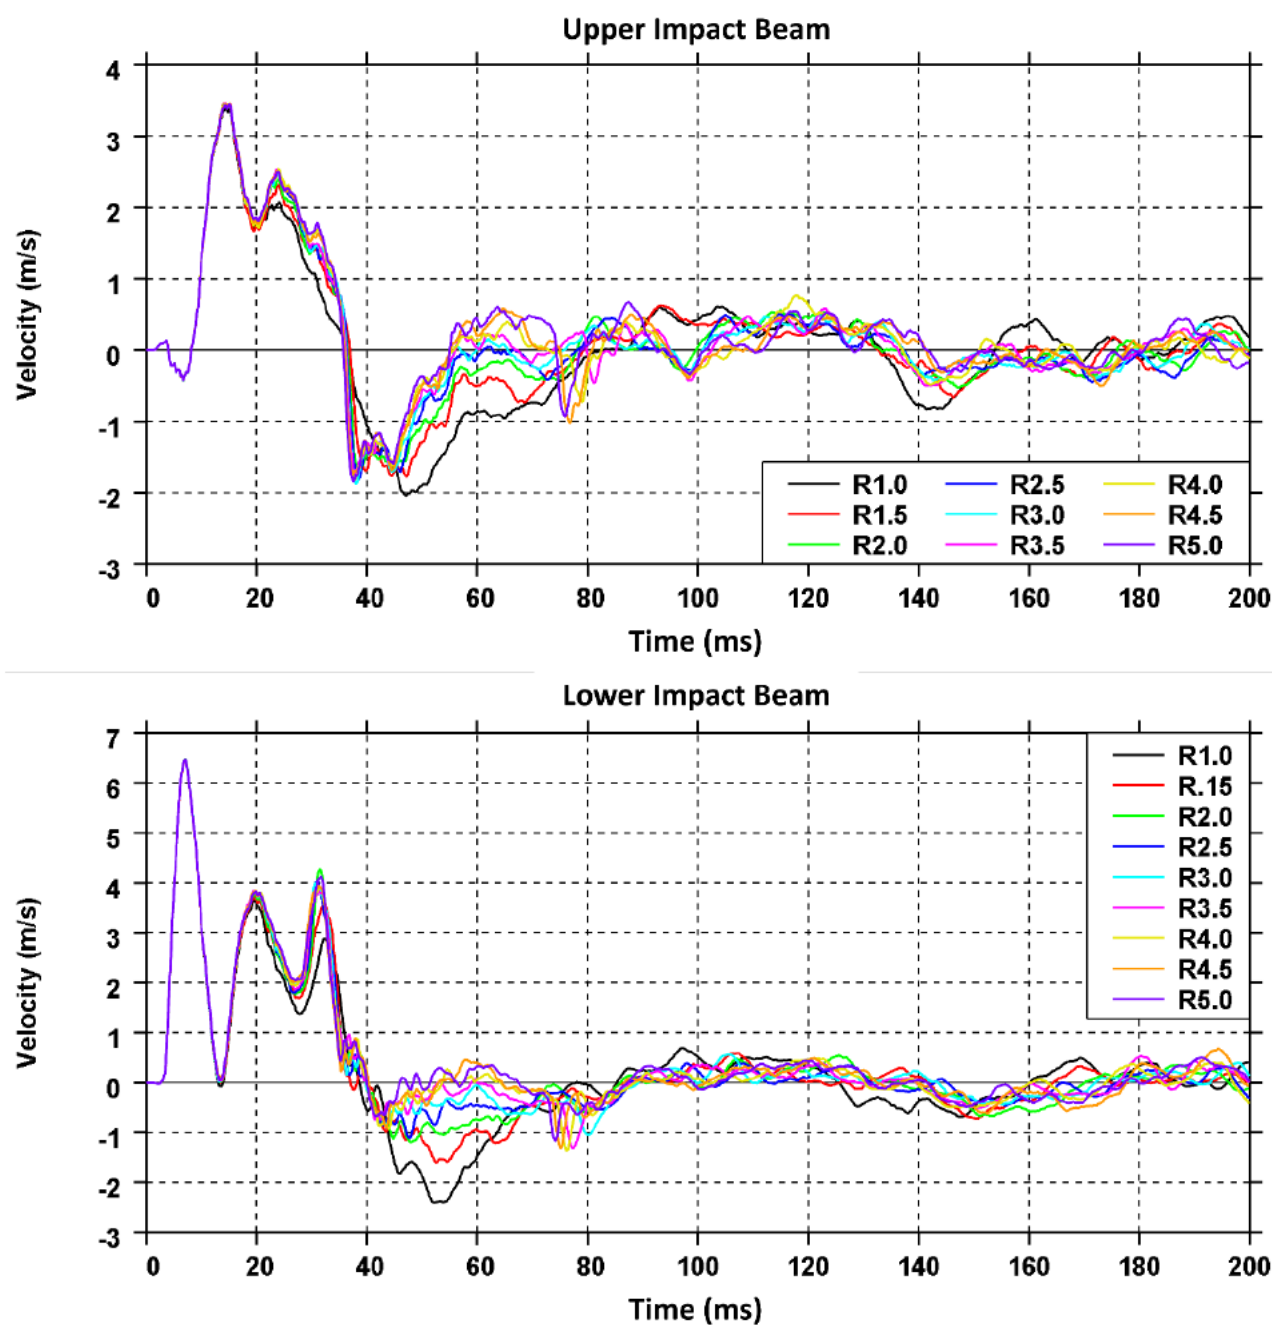 Upper Impact Beam
4
3
2
1
0
-1
-2
-3
Velocity (m/s)
R1.0 R2.5 R4.0
R1.5 R3.0 R4.5
R2.0 R3.5 R5.0
0 20 40 60 80 100 120 140 160 180 200
Time (ms)
Lower Impact Beam
7
6
5
4
3
2
1
0
-1
-2
-3
Velocity (m/s)
R1.0
R.15
R2.0
R2.5
R3.0
R3.5
R4.0
R4.5
R5.0
0 20 40 60 80 100 120 140 160 180 200
Time (ms)